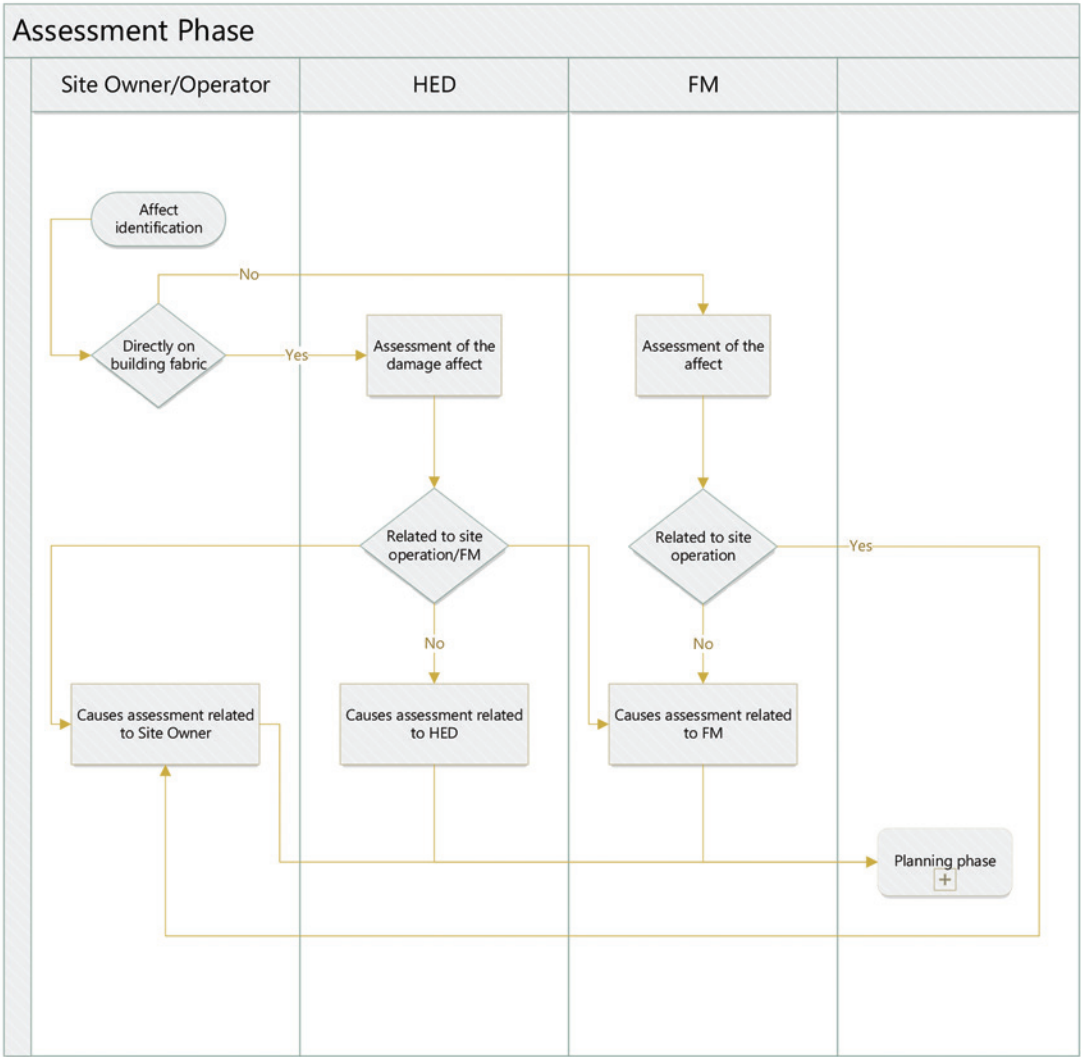 Assessment Phase
Site Owner/Operator
HED
FM
Affect
identification
No
Directly on
building fabric
Yes
Assessment of the
damage affect
Assessment of the
affect
Related to site
operation/FM
Related to site
operation
Yes
No
No
Causes assessment related
to Site Owner
Causes assessment related
to HED
Causes assessment related
to FM
Planning phase
+